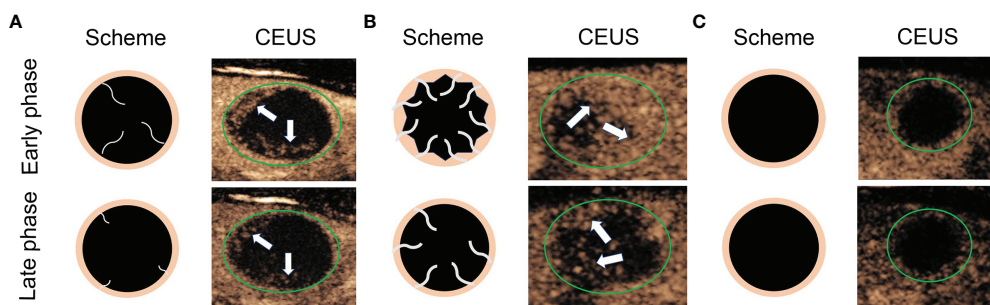 A
Scheme
CEUS
B
Scheme
CEUS
C
Scheme
CEUS
Early phase
Late phase